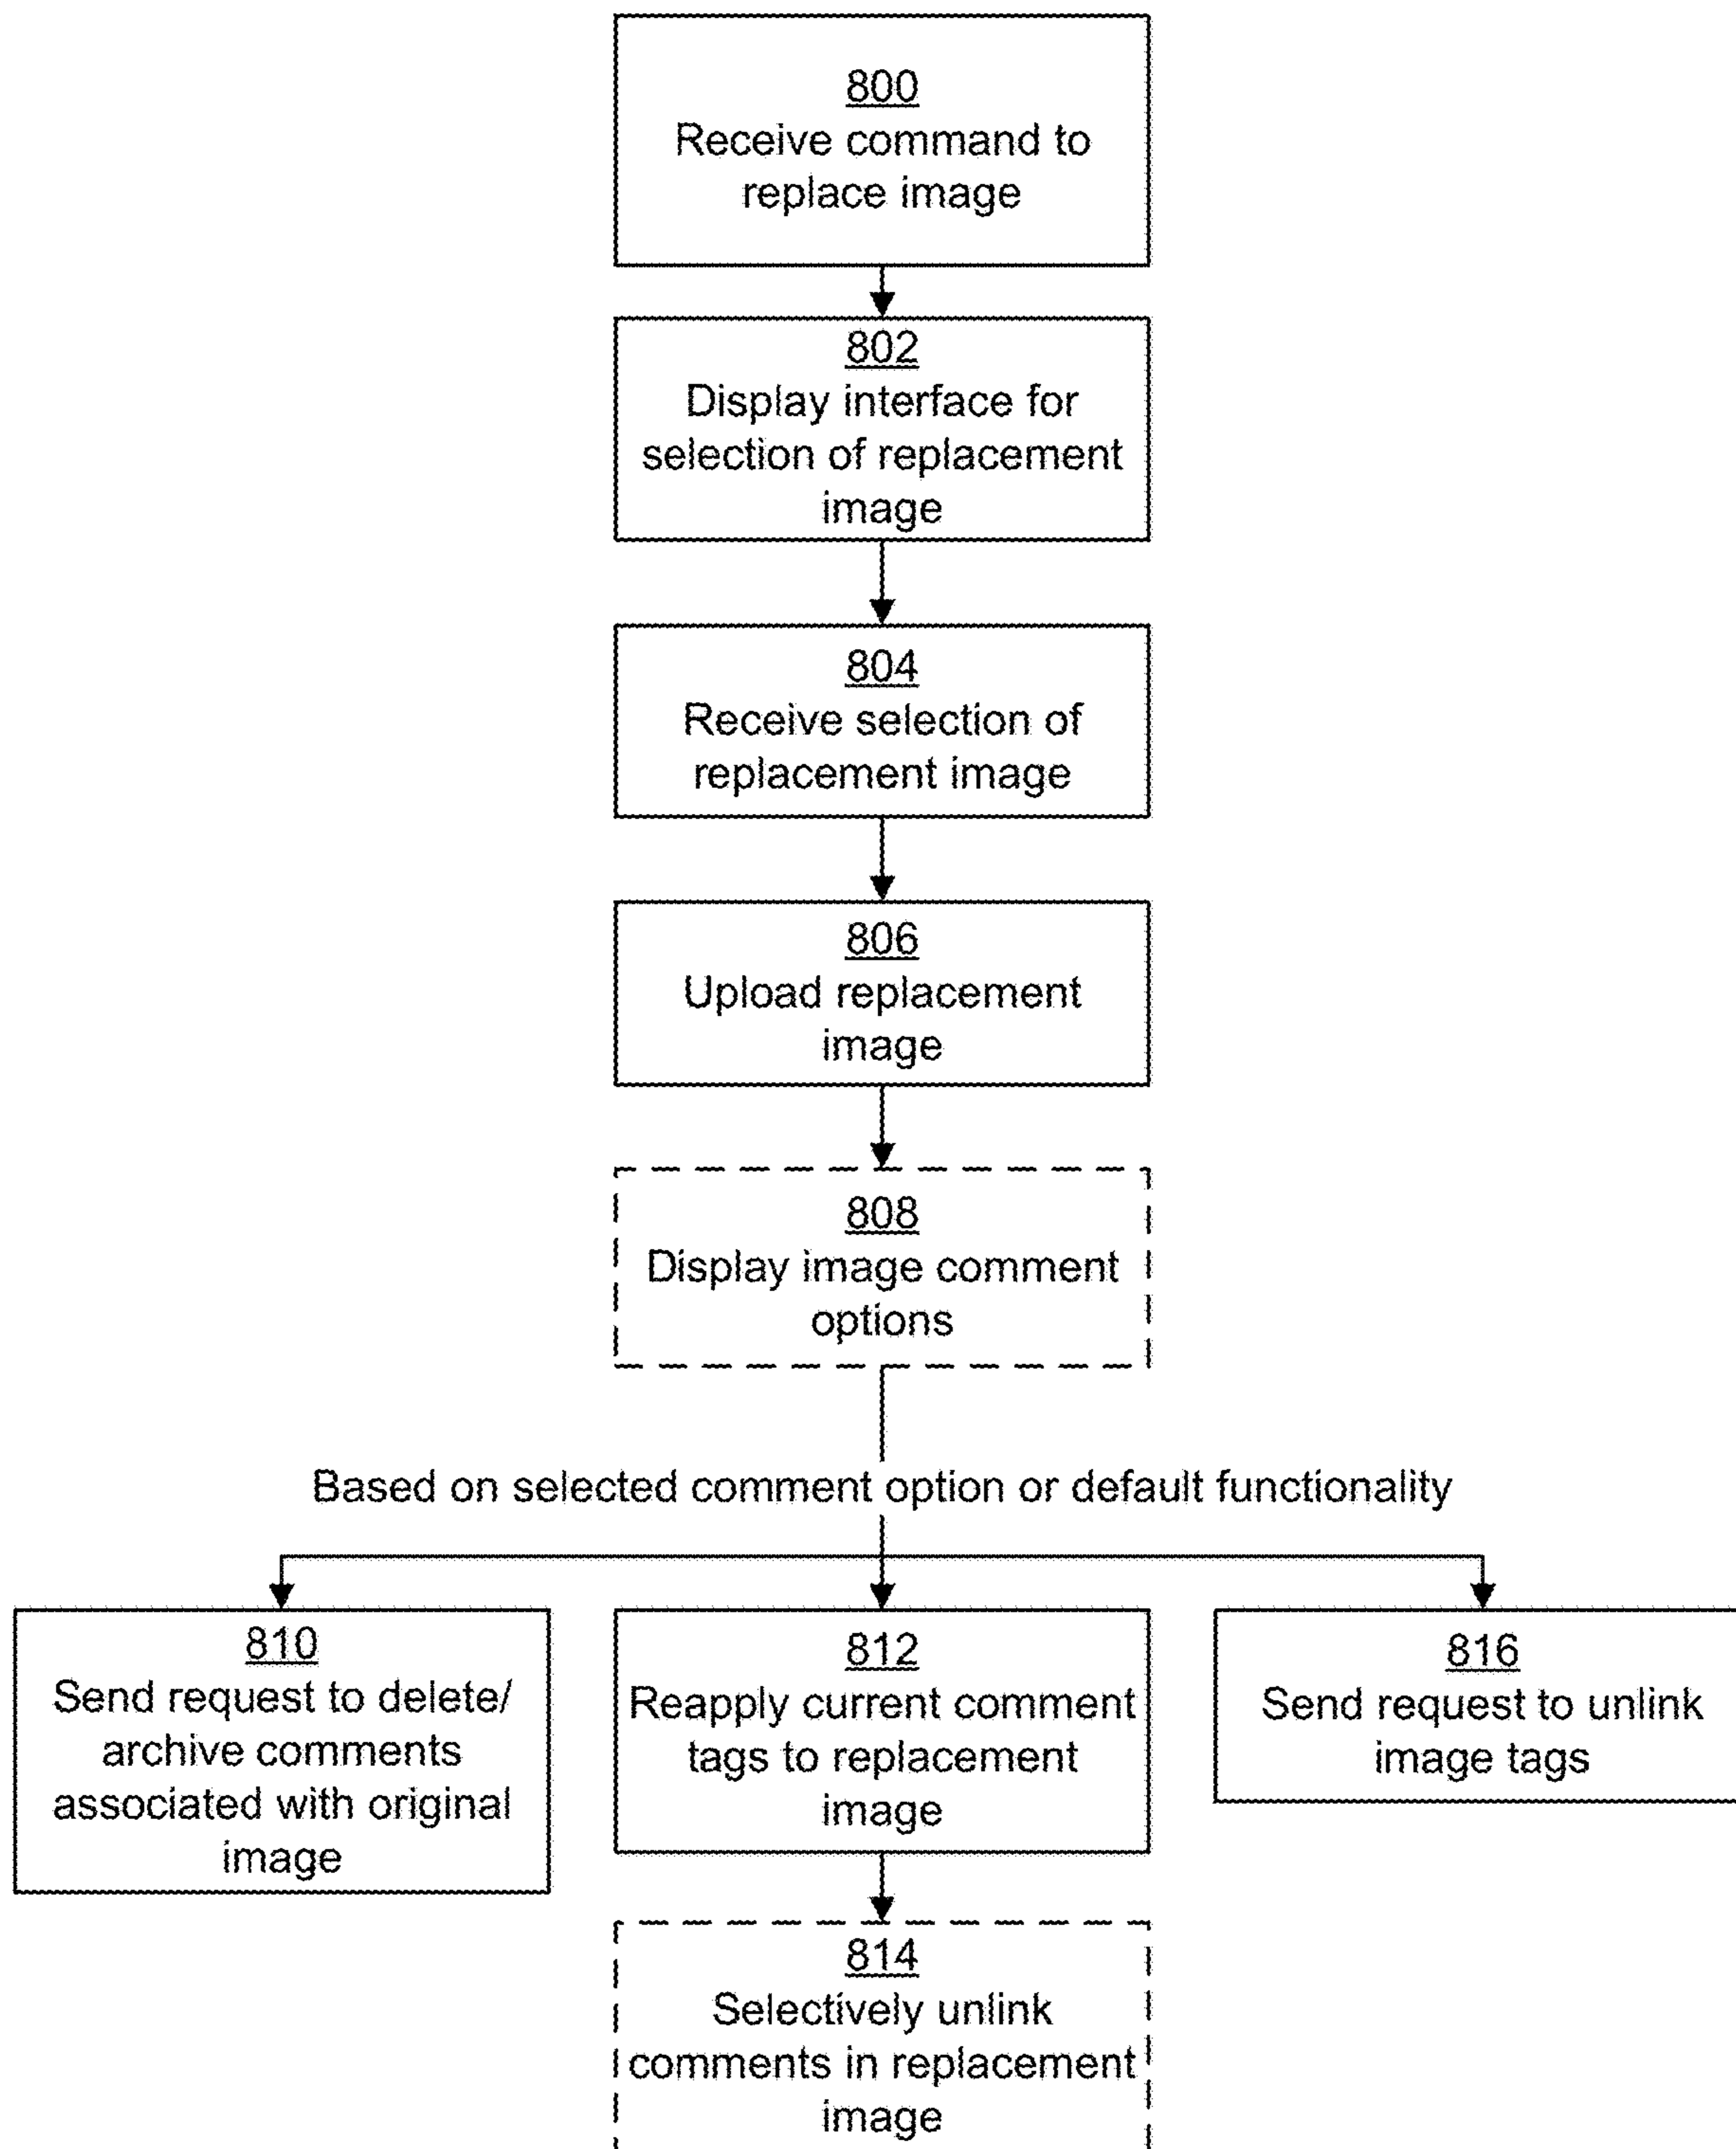 800
Receive command to
replace image
802
Display interface for
selection of replacement
image
804
Receive selection of
replacement image
806
Upload replacement
image
808
Display image comment
options
Based on selected comment option or default functionality
810
Send request to delete/
archive comments
associated with original
image
812
Reapply current comment
tags to replacement
image
816
Send request to unlink
image tags
814
Selectively unlink
comments in replacement
image